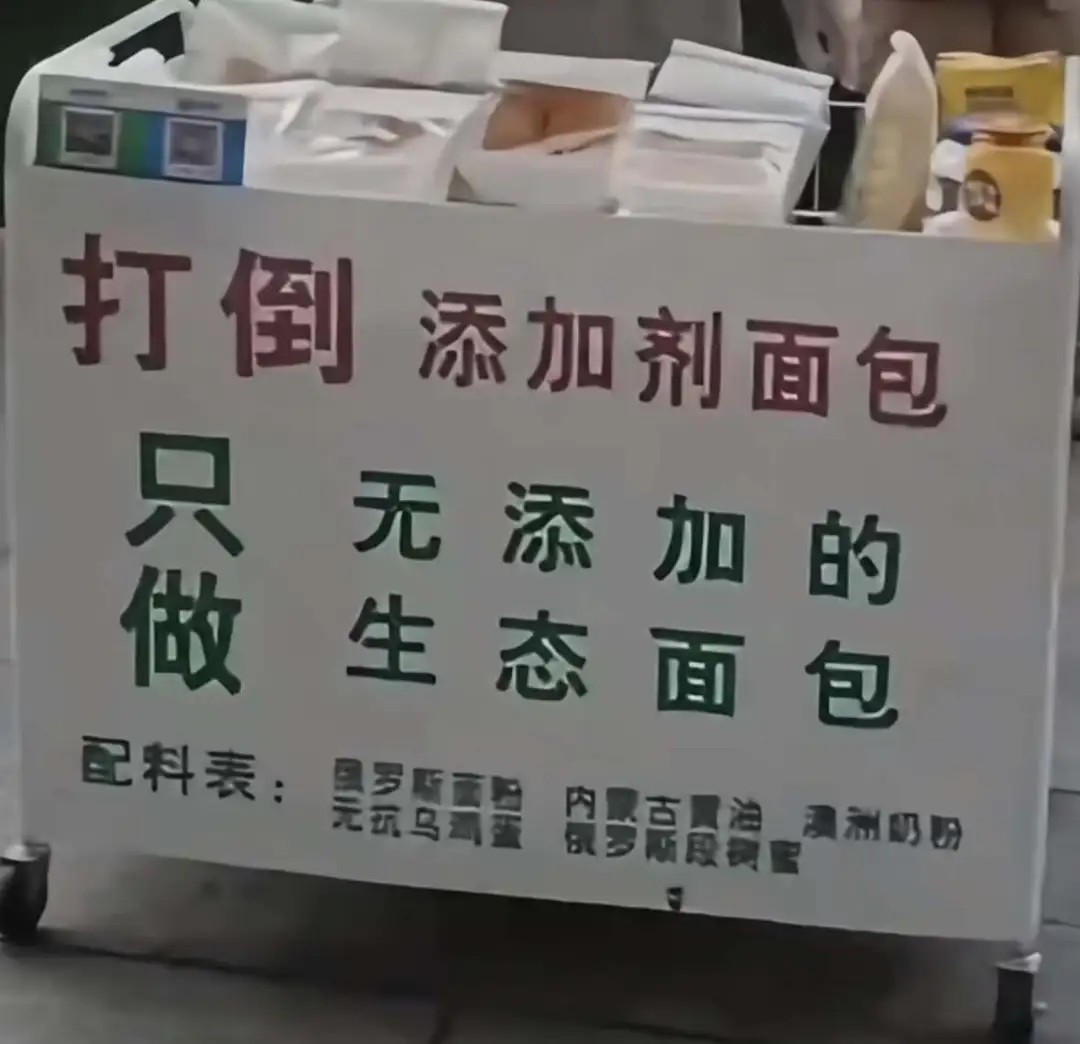 打倒 添加剂面包
只做 无添加的
生态面包
配料表: 俄罗斯面粉 内蒙古黄油 澳洲奶粉
无抗乌鸡蛋 俄罗斯段树蜜